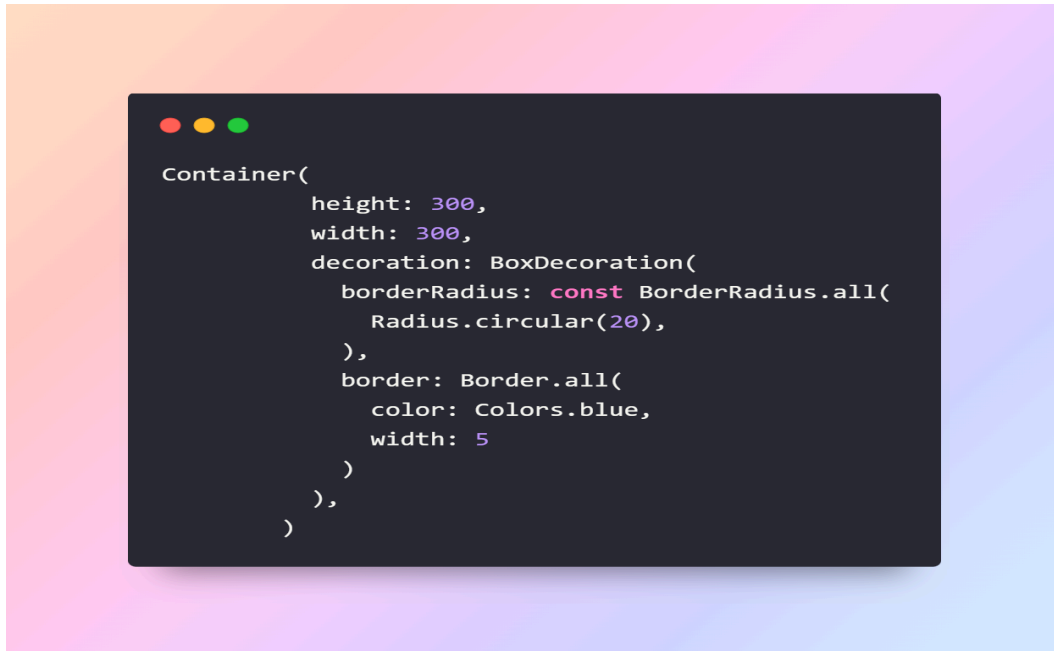 Container(
          height: 300,
          width: 300,
          decoration: BoxDecoration(
            borderRadius: const BorderRadius.all(
              Radius.circular(20),
            ),
            border: Border.all(
              color: Colors.blue,
              width: 5
            )
          ),
        )